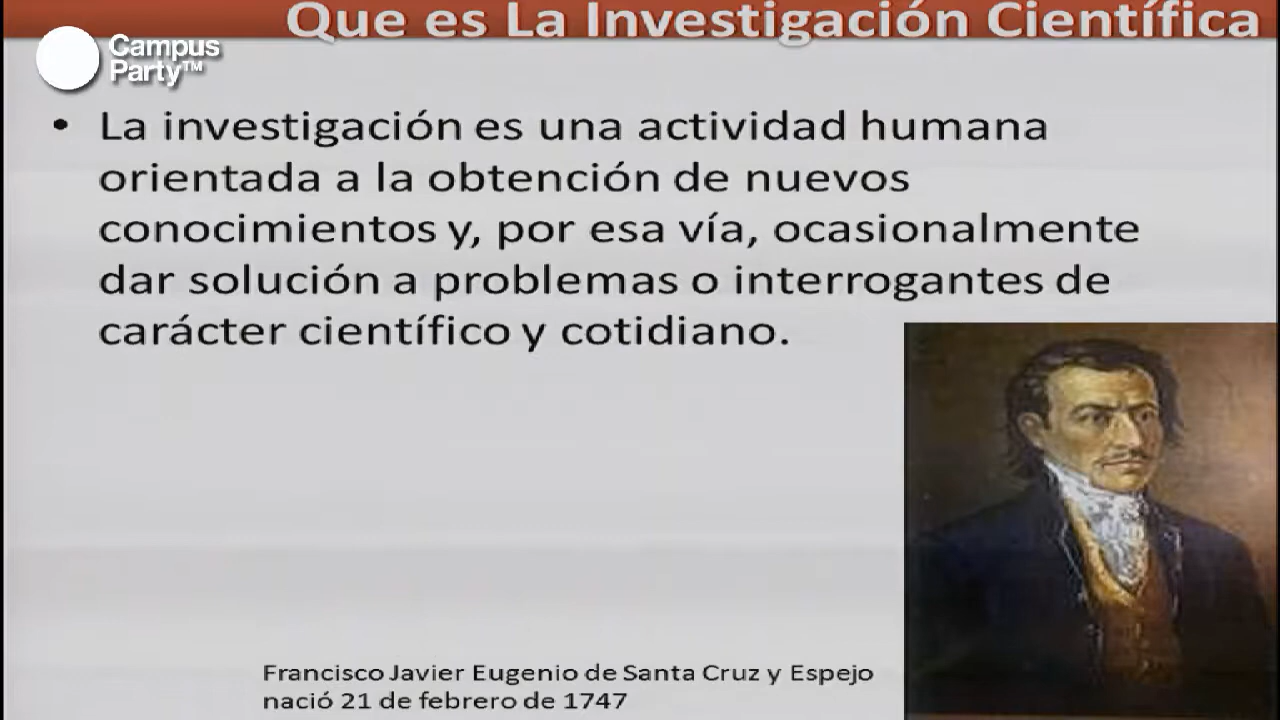 Que es La Investigación Científica
Campus
Party™
• La investigación es una actividad humana
orientada a la obtención de nuevos
conocimientos y, por esa vía, ocasionalmente
dar solución a problemas o interrogantes de
carácter científico y cotidiano.
Francisco Javier Eugenio de Santa Cruz y Espejo
nació 21 de febrero de 1747